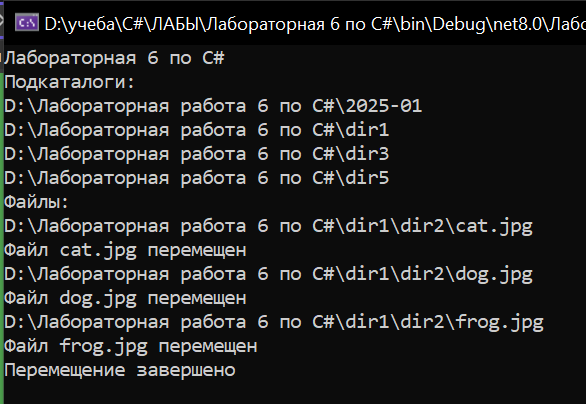 D:\учеба\C#\ЛАБЫ\Лабораторная 6 по C#\bin\Debug\net8.0\Лабо
Лабораторная 6 по C#
Подкаталоги:
D:\Лабораторная работа 6 по C#\2025-01
D:\Лабораторная работа 6 по C#\dir1
D:\Лабораторная работа 6 по C#\dir3
D:\Лабораторная работа 6 по C#\dir5
Файлы:
D:\Лабораторная работа 6 по C#\dir1\dir2\cat.jpg
Файл cat.jpg перемещен
D:\Лабораторная работа 6 по C#\dir1\dir2\dog.jpg
Файл dog.jpg перемещен
D:\Лабораторная работа 6 по C#\dir1\dir2\frog.jpg
Файл frog.jpg перемещен
Перемещение завершено